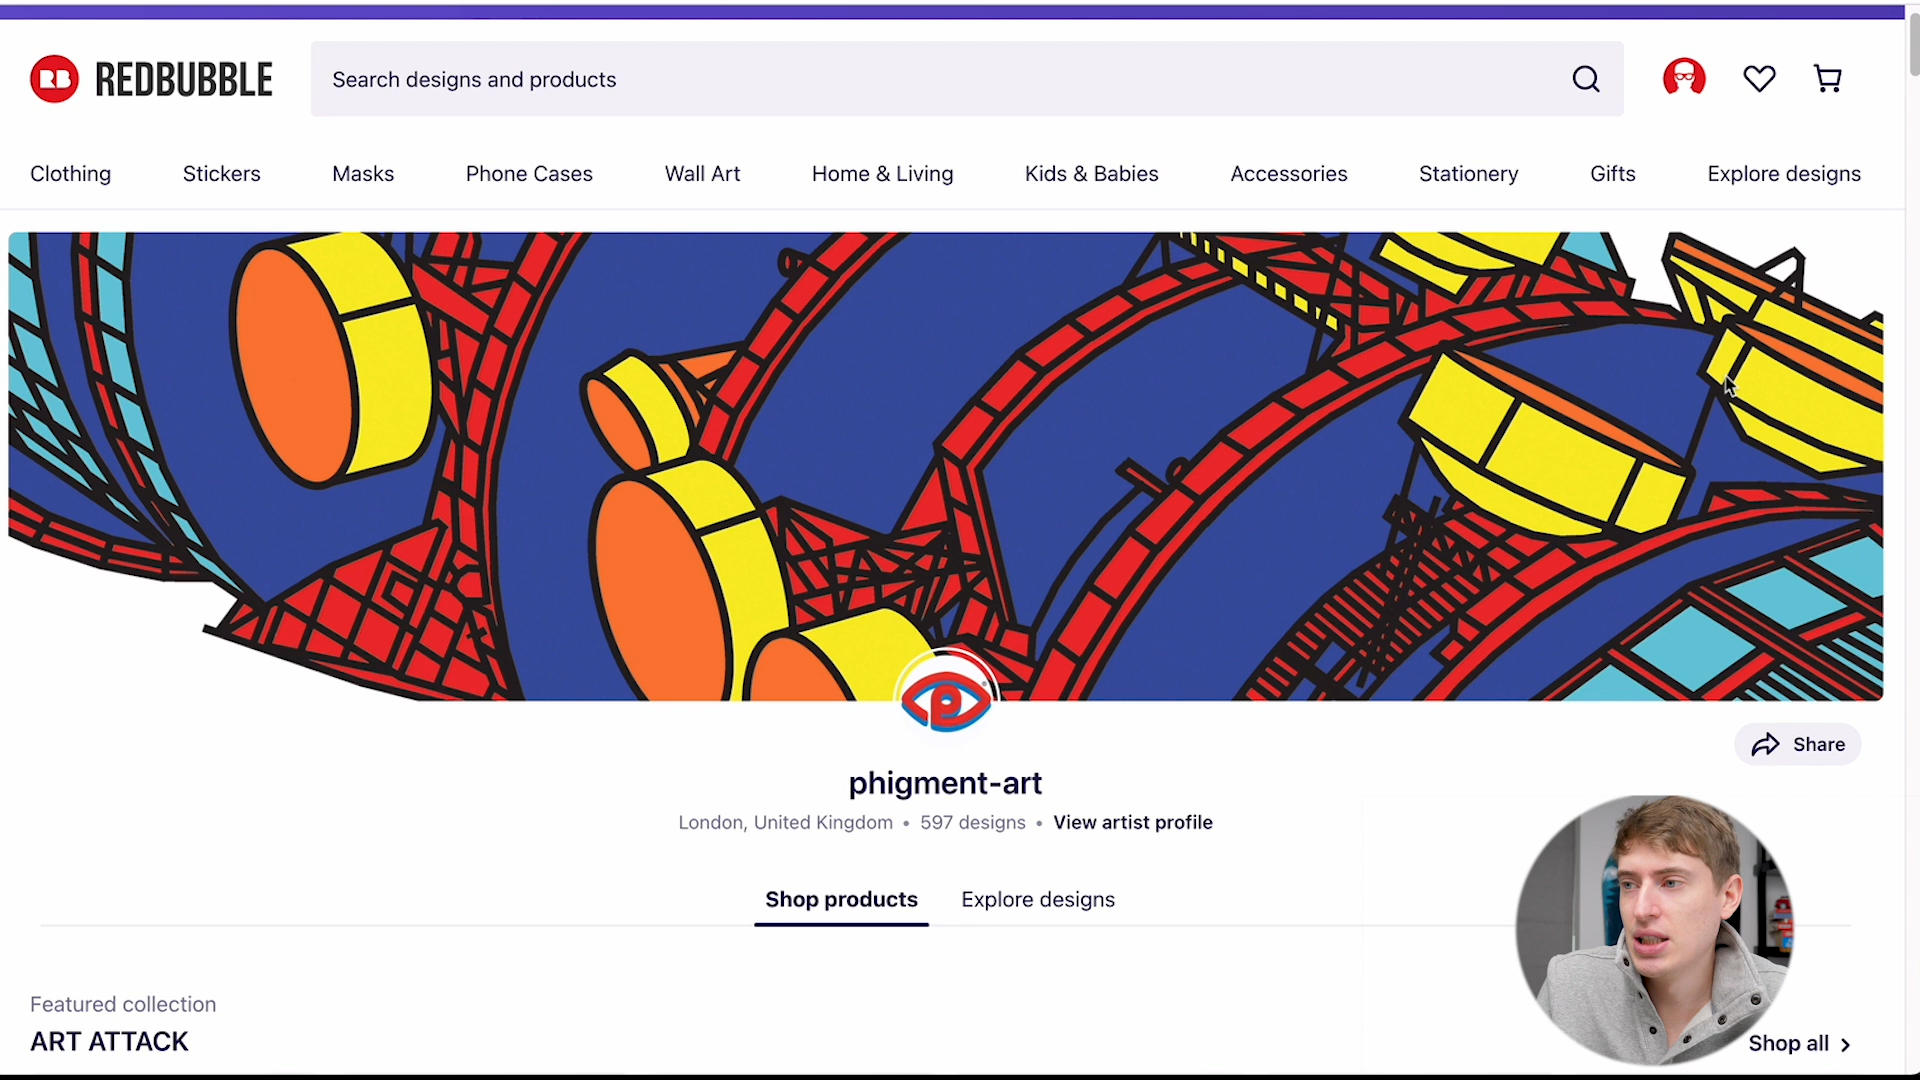 RB REDBUBBLE
Search designs and products
Clothing Stickers Masks Phone Cases Wall Art Home & Living Kids & Babies Accessories Stationery Gifts Explore designs
phigment-art
London, United Kingdom • 597 designs • View artist profile
Share
Shop products Explore designs
Featured collection
ART ATTACK
Shop all